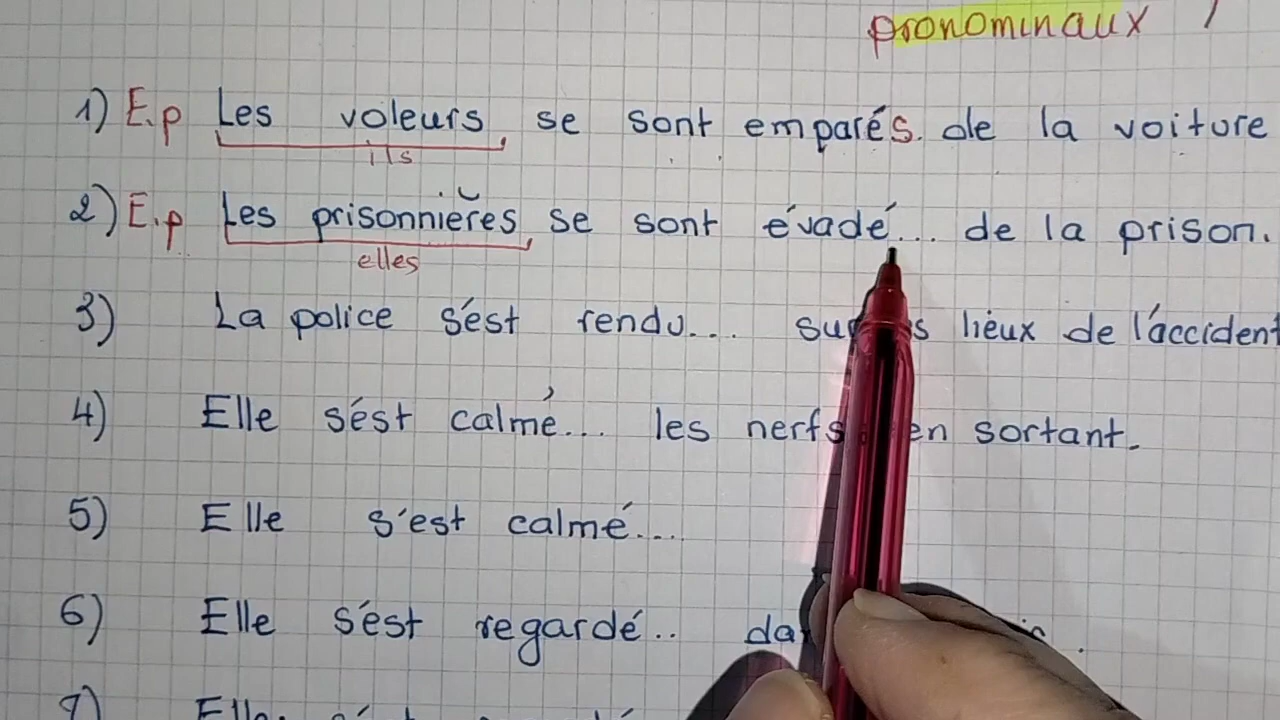 pronominaux
1) E.p Les voleurs se sont emparés. de la voiture
ils
2) E.p Les prisonnières se sont évadé... de la prison.
elles
3) La police s'est rendu... lieux de l'accident
4) Elle s'est calmé... les nerfs en sortant.
5) Elle s'est calmé...
6) Elle s'est regardé..
7)